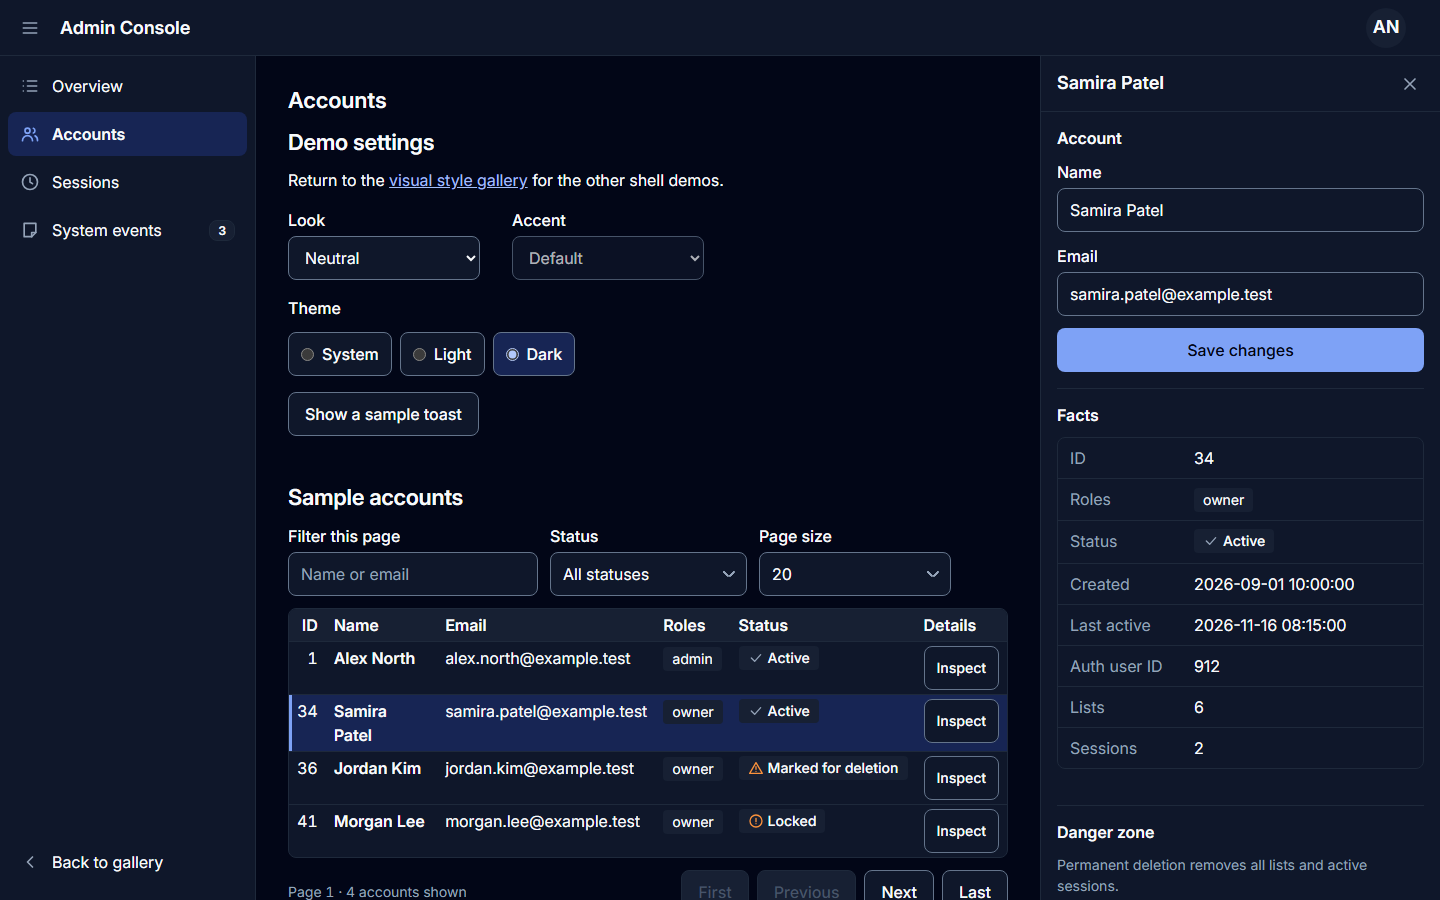 Admin Console
AN
Overview
Accounts
Sessions
System events 3
Back to gallery
Accounts
Demo settings
Return to the visual style gallery for the other shell demos.
Look Accent
Neutral Default
Theme
System Light Dark
Show a sample toast
Sample accounts
Filter this page Status Page size
Name or email All statuses 20
ID Name Email Roles Status Details
1 Alex North alex.north@example.test admin Active Inspect
34 Samira Patel samira.patel@example.test owner Active Inspect
36 Jordan Kim jordan.kim@example.test owner Marked for deletion Inspect
41 Morgan Lee morgan.lee@example.test owner Locked Inspect
Page 1 · 4 accounts shown First Previous Next Last
Samira Patel
Account
Name
Samira Patel
Email
samira.patel@example.test
Save changes
Facts
ID 34
Roles owner
Status Active
Created 2026-09-01 10:00:00
Last active 2026-11-16 08:15:00
Auth user ID 912
Lists 6
Sessions 2
Danger zone
Permanent deletion removes all lists and active
sessions.